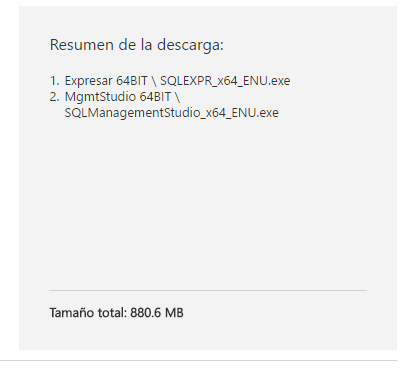 Resumen de la descarga:
1. Expresar 64BIT \ SQLEXPR_x64_ENU.exe
2. MgmtStudio 64BIT \
SQLManagementStudio_x64_ENU.exe
Tamaño total: 880.6 MB